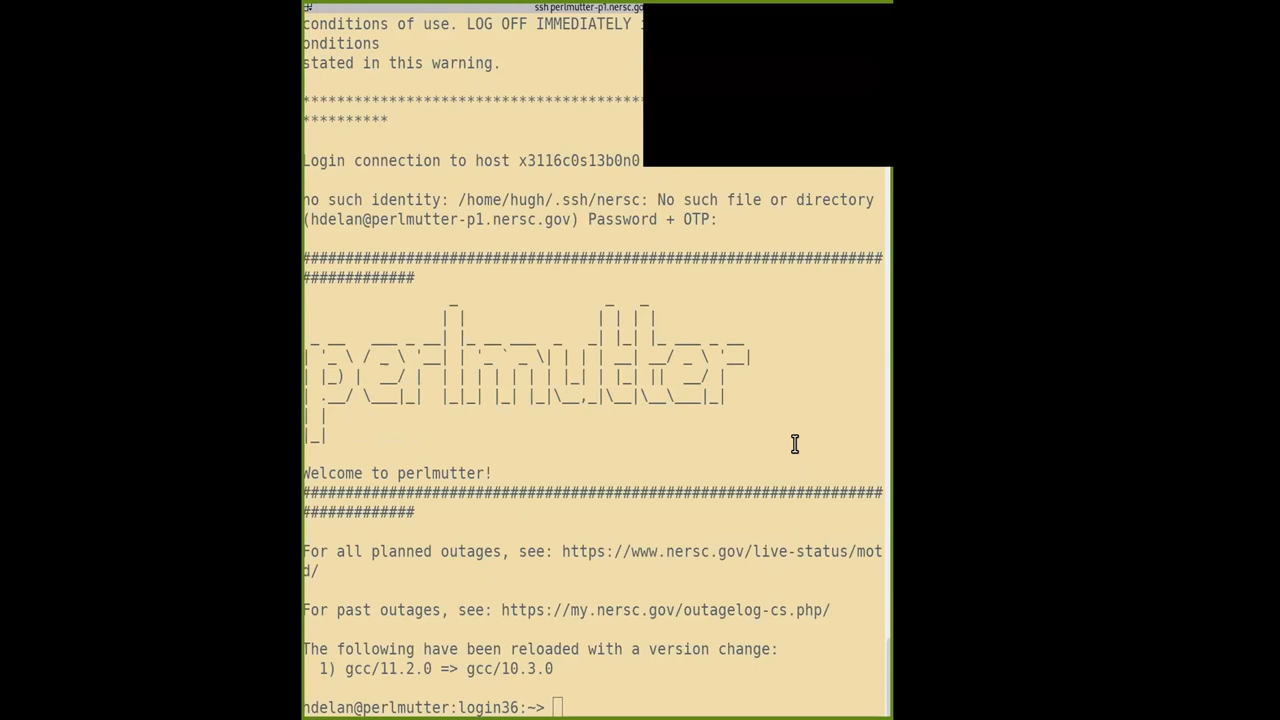 ssh perlmutter-p1.nersc.go
conditions of use. LOG OFF IMMEDIATELY
onditions
stated in this warning.
****************************************
**********
Login connection to host x3116c0s13b0n0
no such identity: /home/hugh/.ssh/nersc: No such file or directory
(hdelan@perlmutter-p1.nersc.gov) Password + OTP:
###################################################################
#############
perlmutter
Welcome to perlmutter!
###################################################################
#############
For all planned outages, see: https://www.nersc.gov/live-status/mot
d/
For past outages, see: https://my.nersc.gov/outagelog-cs.php/
The following have been reloaded with a version change:
1) gcc/11.2.0 => gcc/10.3.0
hdelan@perlmutter:login36:~>